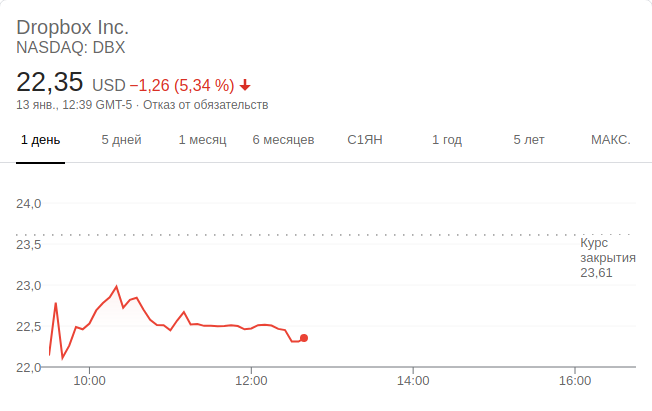 Dropbox Inc.
NASDAQ: DBX
22,35 USD −1,26 (5,34 %)
13 янв., 12:39 GMT-5 · Отказ от обязательств
1 день 5 дней 1 месяц 6 месяцев С1ЯН 1 год 5 лет МАКС.
24,0
23,5
Курс
закрытия
23,61
23,0
22,5
22,0
10:00 12:00 14:00 16:00